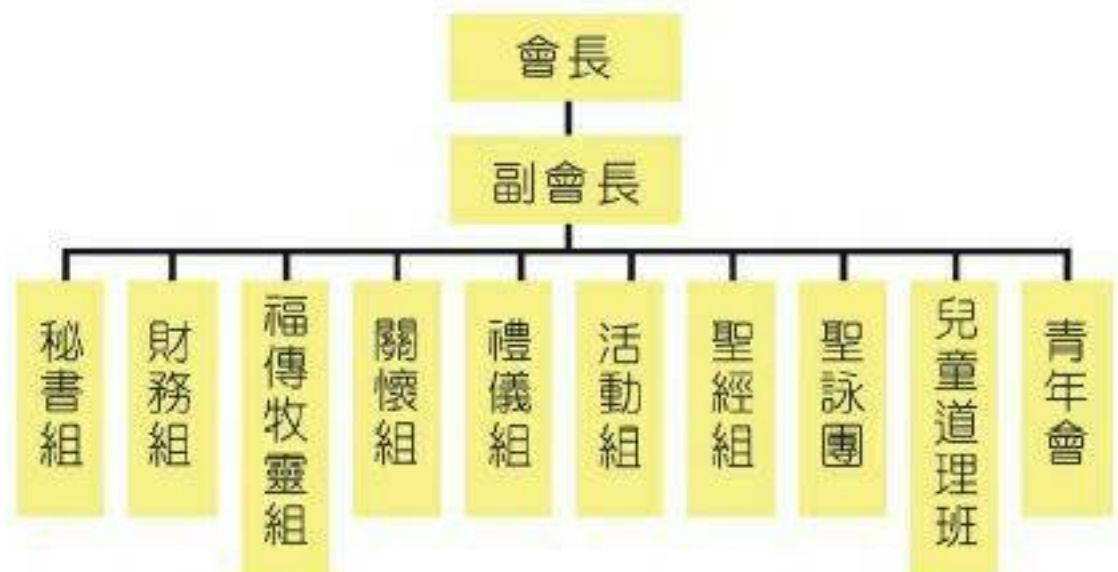 會長
副會長
秘書組
財務組
福傳牧靈組
關懷組
禮儀組
活動組
聖經組
聖詠團
兒童道理班
青年會